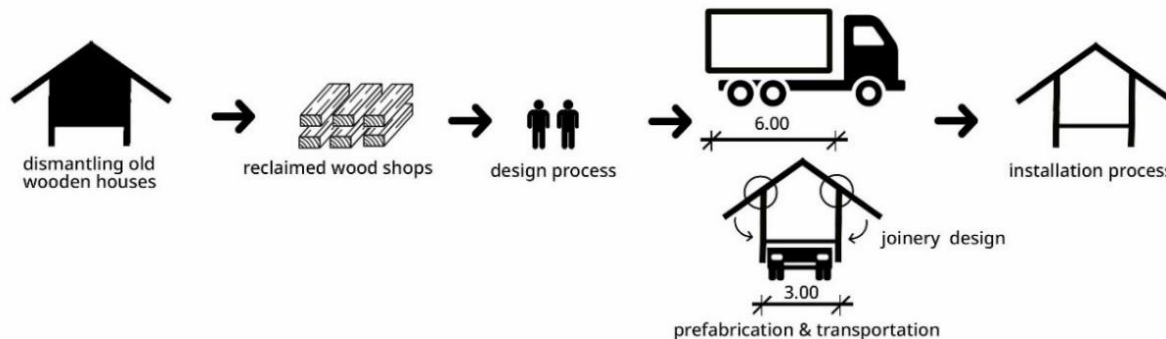 dismantling old
wooden houses
reclaimed wood shops
design process
6.00
joinery design
3.00
prefabrication & transportation
installation process